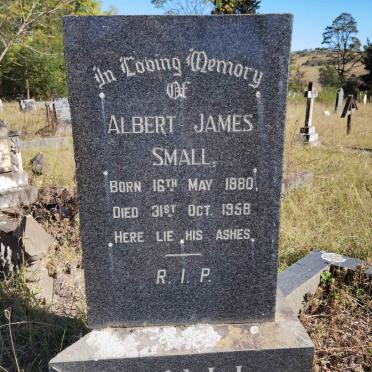 In Loving Memory
Of
ALBERT JAMES
SMALL.
BORN 16TH MAY 1880,
DIED 31ST OCT. 1958
HERE LIE HIS ASHES.
R.I.P.